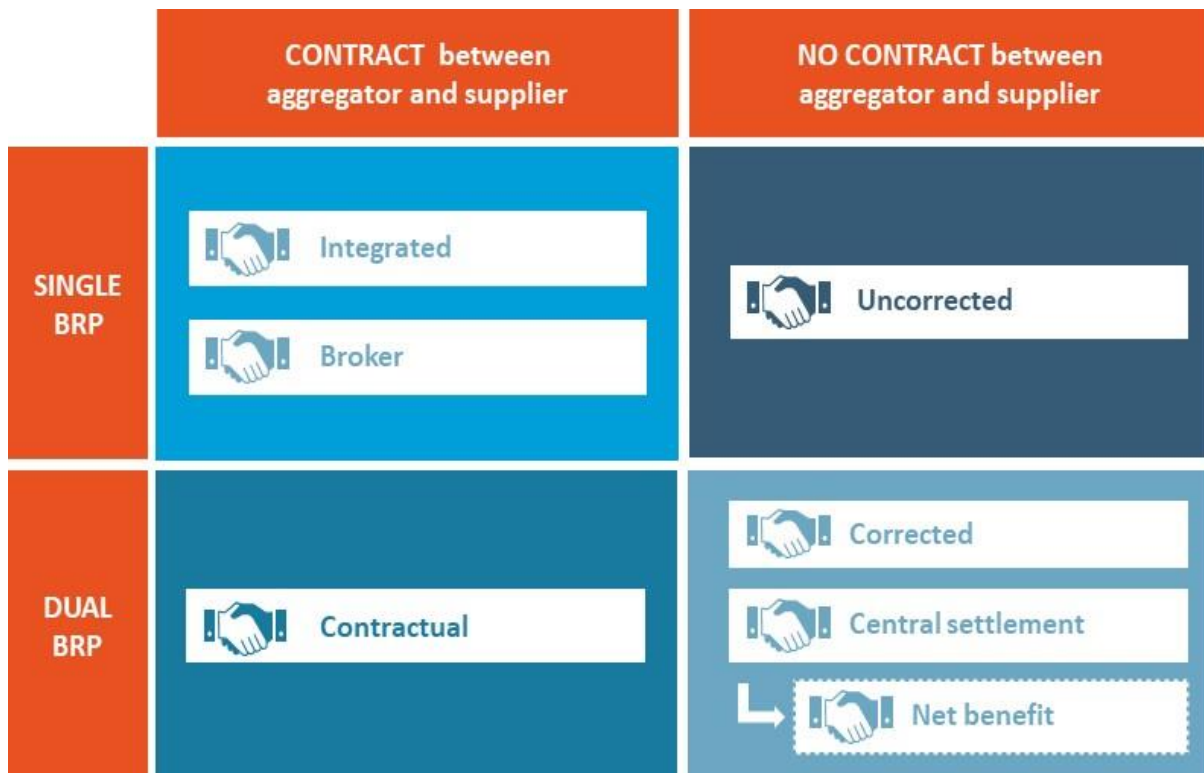 CONTRACT between
aggregator and supplier
NO CONTRACT between
aggregator and supplier
SINGLE
BRP
Integrated
Broker
Uncorrected
DUAL
BRP
Contractual
Corrected
Central settlement
Net benefit